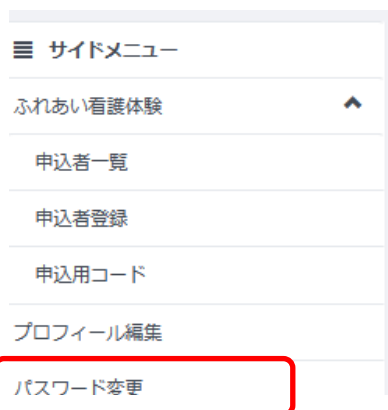 サイドメニュー
ふれあい看護体験
申込者一覧
申込者登録
申込用コード
プロフィール編集
パスワード変更